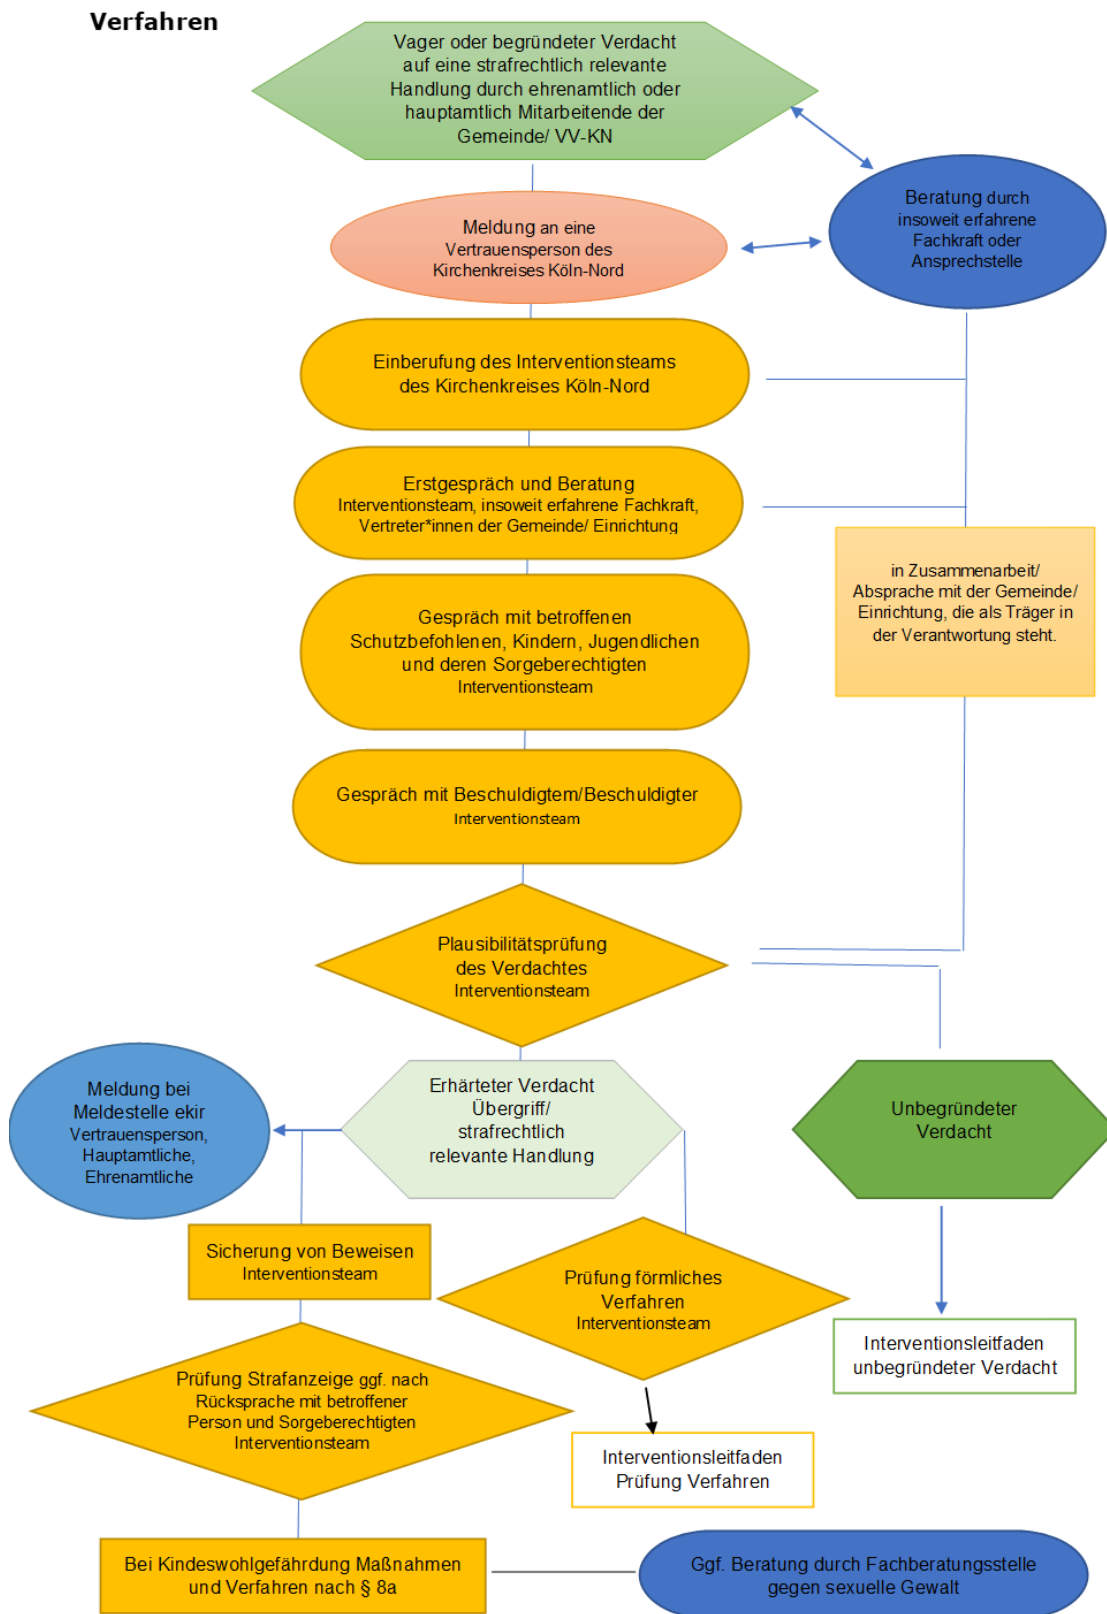 Verfahren
Vager oder begründeter Verdacht
auf eine strafrechtlich relevante
Handlung durch ehrenamtlich oder
hauptamtlich Mitarbeitende der
Gemeinde/ VV-KN
Beratung durch
insoweit erfahrene
Fachkraft oder
Ansprechstelle
Meldung an eine
Vertrauensperson des
Kirchenkreises Köln-Nord
Einberufung des Interventionsteams
des Kirchenkreises Köln-Nord
Erstgespräch und Beratung
Interventionsteam, insoweit erfahrene Fachkraft,
Vertreter*innen der Gemeinde/ Einrichtung
in Zusammenarbeit/
Absprache mit der Gemeinde/
Einrichtung, die als Träger in
der Verantwortung steht.
Gespräch mit betroffenen
Schutzbefohlenen, Kindern, Jugendlichen
und deren Sorgeberechtigten
Interventionsteam
Gespräch mit Beschuldigtem/Beschuldigter
Interventionsteam
Plausibilitätsprüfung
des Verdachtes
Interventionsteam
Meldung bei
Meldestelle ekir
Vertrauensperson,
Hauptamtliche,
Ehrenamtliche
Erhärteter Verdacht
Übergriff/
strafrechtlich
relevante Handlung
Unbegründeter
Verdacht
Sicherung von Beweisen
Interventionsteam
Prüfung förmliches
Verfahren
Interventionsteam
Interventionsleitfaden
unbegründeter Verdacht
Prüfung Strafanzeige ggf. nach
Rücksprache mit betroffener
Person und Sorgeberechtigten
Interventionsteam
Interventionsleitfaden
Prüfung Verfahren
Bei Kindeswohlgefährdung Maßnahmen
und Verfahren nach § 8a
Ggf. Beratung durch Fachberatungsstelle
gegen sexuelle Gewalt